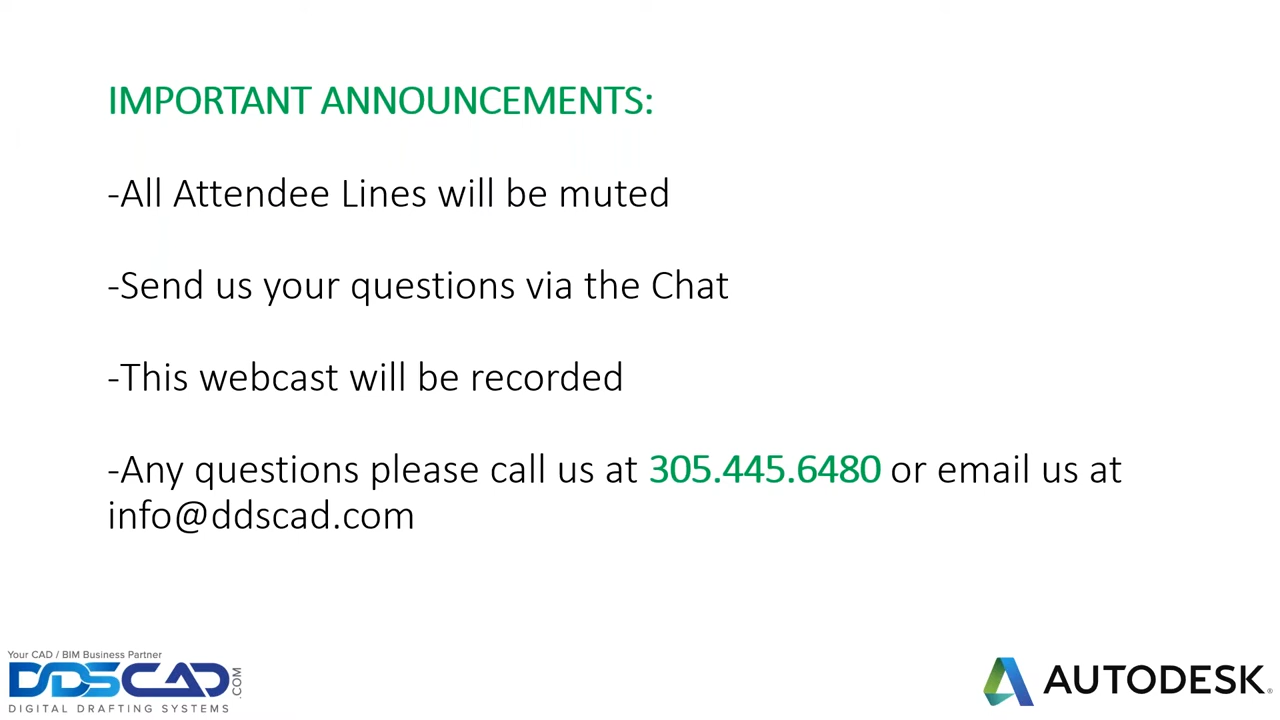 IMPORTANT ANNOUNCEMENTS:
-All Attendee Lines will be muted
-Send us your questions via the Chat
-This webcast will be recorded
-Any questions please call us at 305.445.6480 or email us at
info@ddscad.com
Your CAD / BIM Business Partner
DDSCAD.COM
DIGITAL DRAFTING SYSTEMS
AUTODESK®